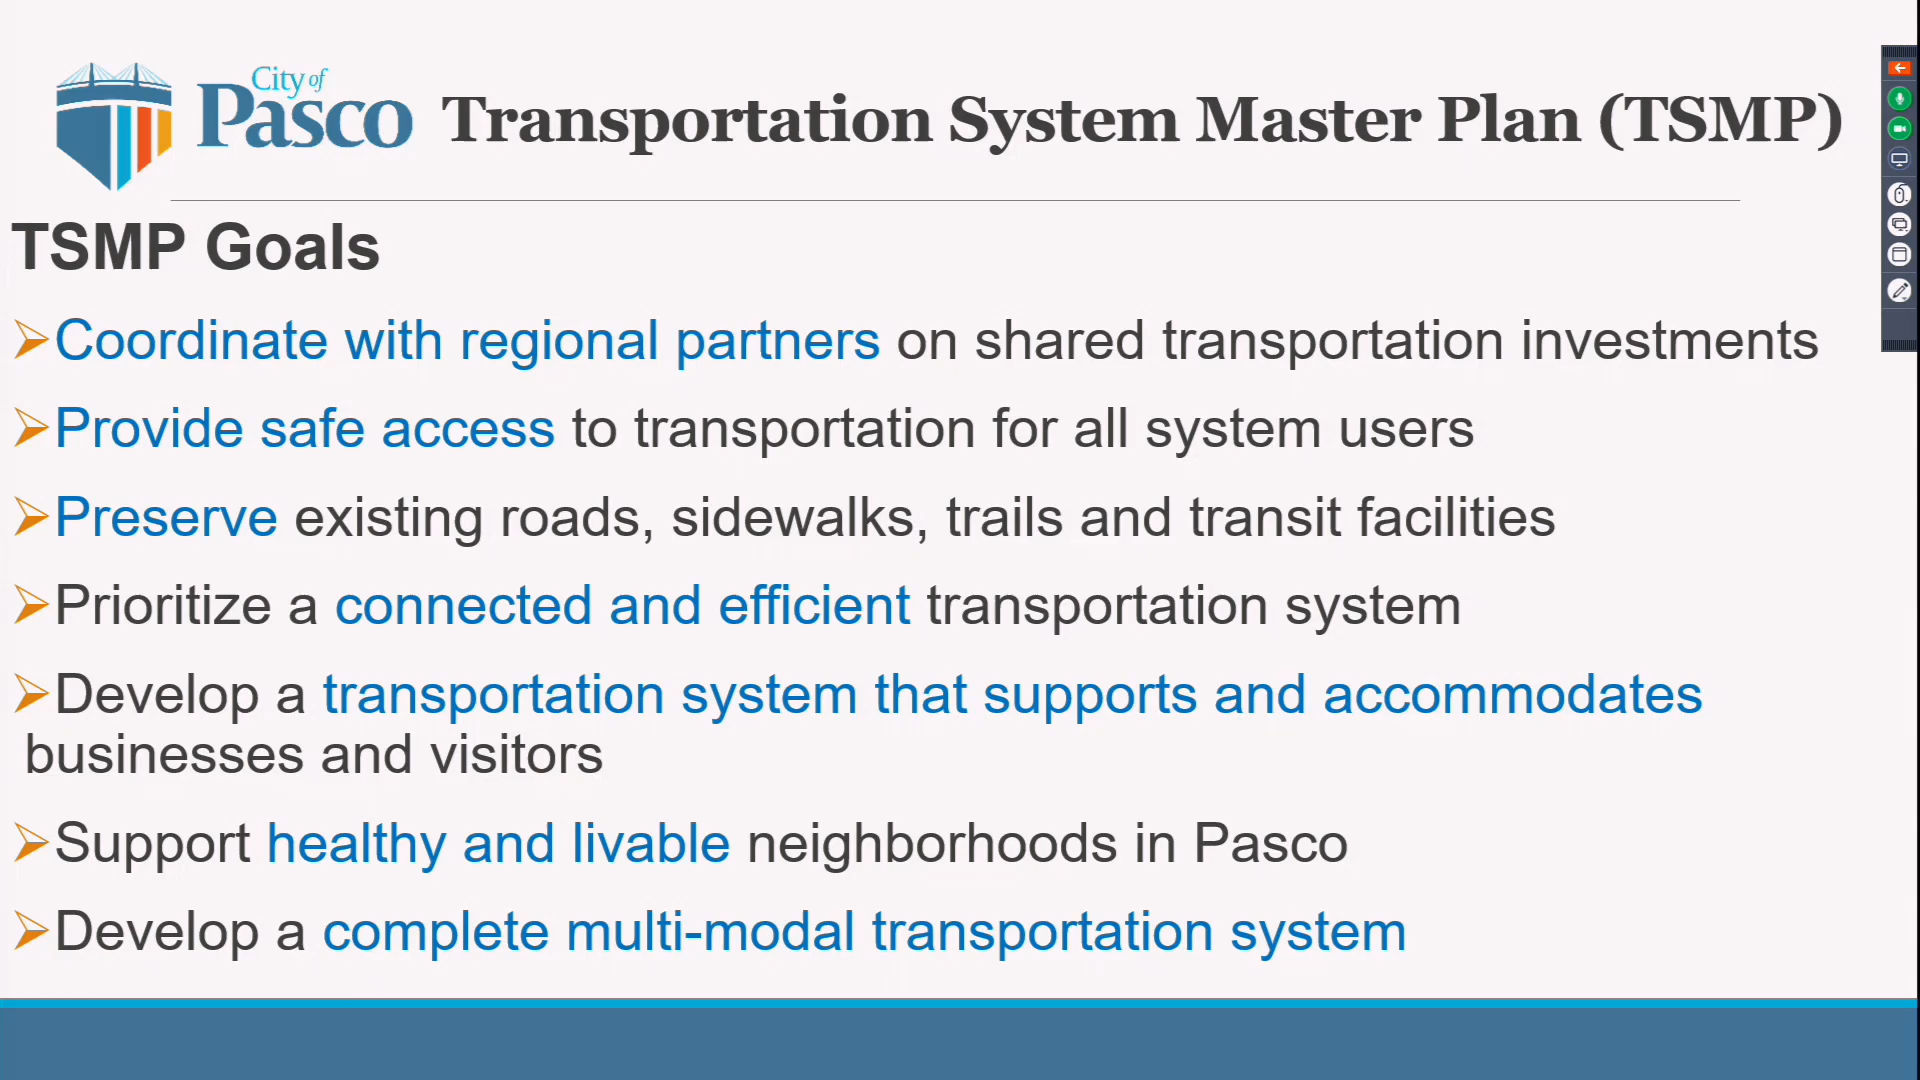 City of
Pasco
Transportation System Master Plan (TSMP)
TSMP Goals
Coordinate with regional partners on shared transportation investments
Provide safe access to transportation for all system users
Preserve existing roads, sidewalks, trails and transit facilities
Prioritize a connected and efficient transportation system
Develop a transportation system that supports and accommodates
businesses and visitors
Support healthy and livable neighborhoods in Pasco
Develop a complete multi-modal transportation system